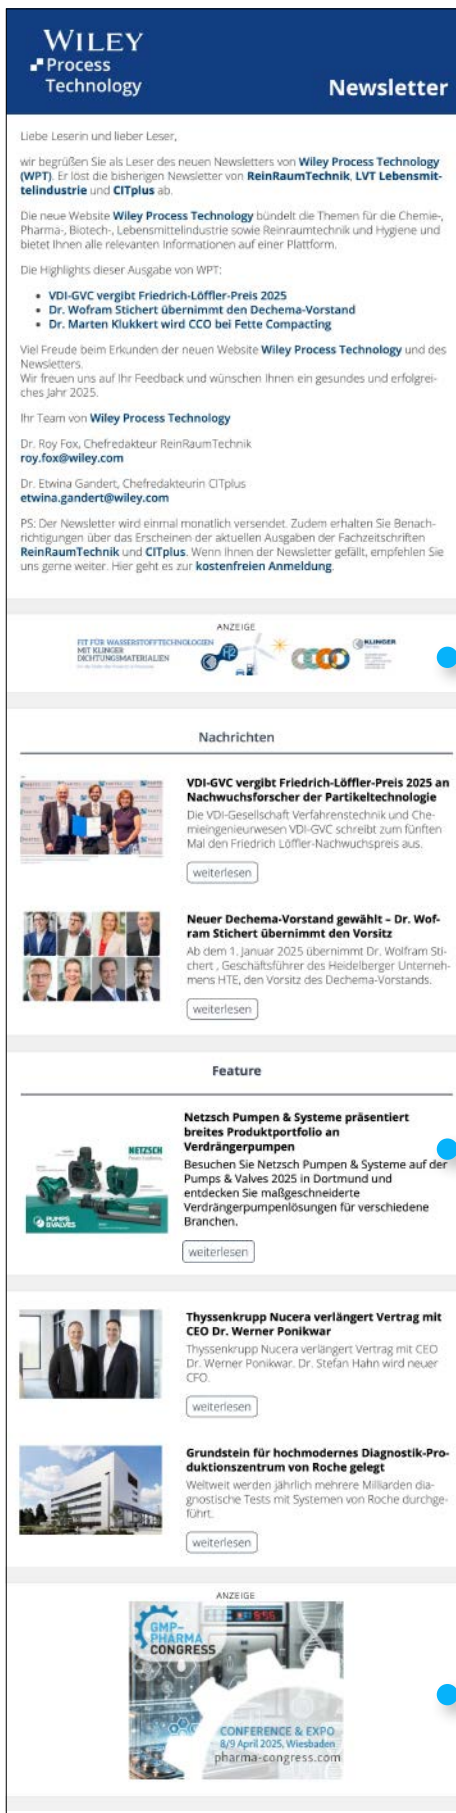 WILEY
Process
Technology
Newsletter
Liebe Leserin und lieber Leser,
wir begrüßen Sie als Leser des neuen Newsletters von Wiley Process Technology
(WPT). Er löst die bisherigen Newsletter von ReinRaumTechnik, LVT Lebensmit-
telindustrie und CITplus ab.
Die neue Website Wiley Process Technology bündelt die Themen für die Chemie-,
Pharma-, Biotech-, Lebensmittelindustrie sowie Reinraumtechnik und Hygiene und
bietet Ihnen alle relevanten Informationen auf einer Plattform.
Die Highlights dieser Ausgabe von WPT:
• VDI-GVC vergibt Friedrich-Löffler-Preis 2025
• Dr. Wofram Stichert übernimmt den Dechema-Vorstand
• Dr. Marten Klukkert wird CCO bei Fette Compacting
Viel Freude beim Erkunden der neuen Website Wiley Process Technology und des
Newsletters.
Wir freuen uns auf Ihr Feedback und wünschen Ihnen ein gesundes und erfolgrei-
ches Jahr 2025.
Ihr Team von Wiley Process Technology
Dr. Roy Fox, Chefredakteur ReinRaumTechnik
roy.fox@wiley.com
Dr. Etwina Gandert, Chefredakteurin CITplus
etwina.gandert@wiley.com
PS: Der Newsletter wird einmal monatlich versendet. Zudem erhalten Sie Benach-
richtigungen über das Erscheinen der aktuellen Ausgaben der Fachzeitschriften
ReinRaumTechnik und CITplus. Wenn Ihnen der Newsletter gefällt, empfehlen Sie
uns gerne weiter. Hier geht es zur kostenfreien Anmeldung.
ANZEIGE
FIT FÜR WASSERSTOFFTECHNOLOGIEN
MIT KLINGER
DICHTUNGSMATERIALIEN
H2
KLINGER
Nachrichten
VDI-GVC vergibt Friedrich-Löffler-Preis 2025 an
Nachwuchsforscher der Partikeltechnologie
Die VDI-Gesellschaft Verfahrenstechnik und Che-
mieingenieurwesen VDI-GVC schreibt zum fünften
Mal den Friedrich Löffler-Nachwuchspreis aus.
weiterlesen
Neuer Dechema-Vorstand gewählt – Dr. Wof-
ram Stichert übernimmt den Vorsitz
Ab dem 1. Januar 2025 übernimmt Dr. Wolfram Sti-
chert , Geschäftsführer des Heidelberger Unterneh-
mens HTE, den Vorsitz des Dechema-Vorstands.
weiterlesen
Feature
Netzsch Pumpen & Systeme präsentiert
breites Produktportfolio an
Verdrängerpumpen
Besuchen Sie Netzsch Pumpen & Systeme auf der
Pumps & Valves 2025 in Dortmund und
entdecken Sie maßgeschneiderte
Verdrängerpumpenlösungen für verschiedene
Branchen.
NETZSCH
PUMPS
&VALVES
weiterlesen
Thyssenkrupp Nucera verlängert Vertrag mit
CEO Dr. Werner Ponikwar
Thyssenkrupp Nucera verlängert Vertrag mit CEO
Dr. Werner Ponikwar. Dr. Stefan Hahn wird neuer
CFO.
weiterlesen
Grundstein für hochmodernes Diagnostik-Pro-
duktionszentrum von Roche gelegt
Weltweit werden jährlich mehrere Milliarden dia-
gnostische Tests mit Systemen von Roche durchge-
führt.
weiterlesen
ANZEIGE
GMP-
PHARMA
CONGRESS
CONFERENCE & EXPO
8/9 April 2025, Wiesbaden
pharma-congress.com